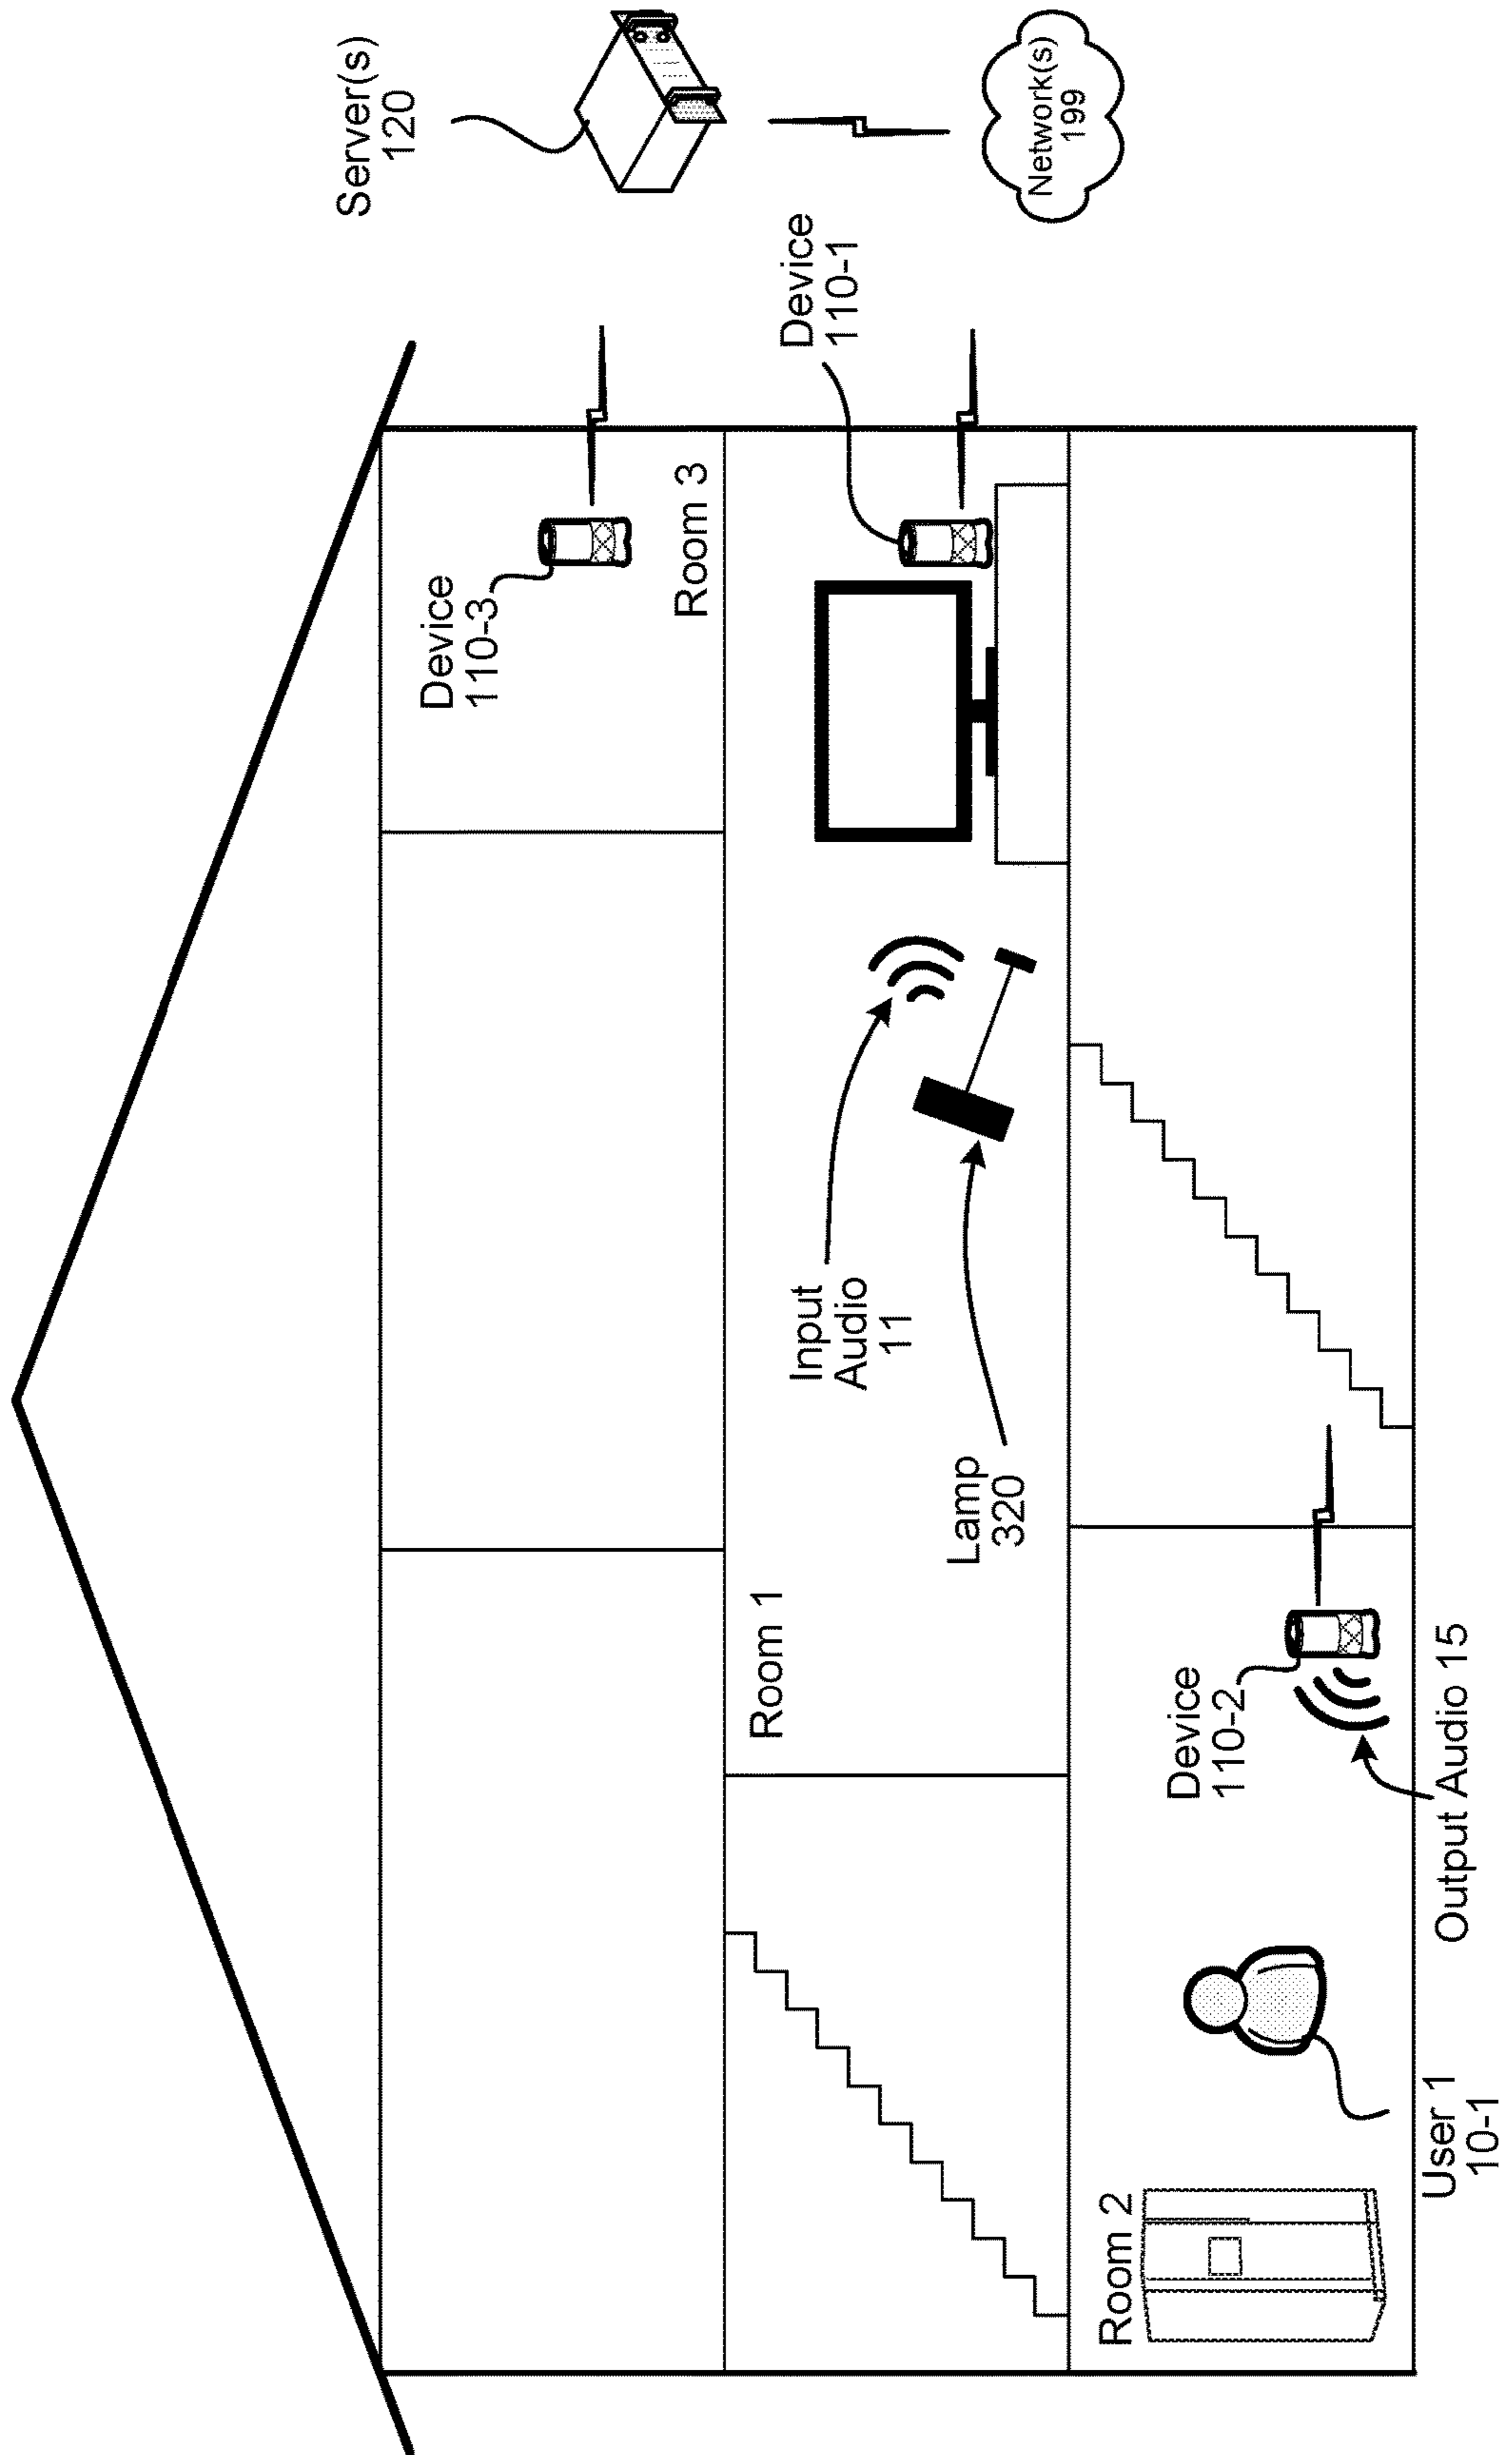 Server(s)
120
Device
110-3
Room 3
Network(s)
199
Device
110-1
Room 1
Input
Audio
11
Lamp
320
Room 2
Device
110-2
User 1
10-1
Output Audio 15